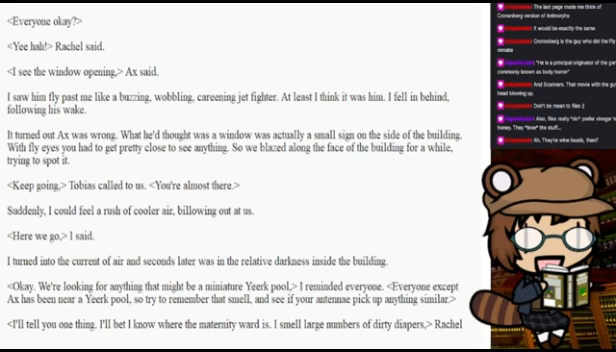 <Everyone okay?>
<Yee hah!> Rachel said.
<I see the window opening,> Ax said.
I saw him fly past me like a buzzing, wobbling, careening jet fighter. At least I think it was him. I fell in behind,
following his wake.
It turned out Ax was wrong. What he'd thought was a window was actually a small sign on the side of the building.
With fly eyes you had to get pretty close to see anything. So we blazed along the face of the building for a while,
trying to spot it.
<Keep going,> Tobias called to us. <You're almost there.>
Suddenly, I could feel a rush of cooler air, billowing out at us.
<Here we go,> I said.
I turned into the current of air and seconds later was in the relative darkness inside the building.
<Okay. We're looking for anything that might be a miniature Yeerk pool,> I reminded everyone. <Everyone except
Ax has been near a Yeerk pool, so try to remember that smell, and see if your antennae pick up anything similar.>
<I'll tell you one thing. I'll bet I know where the maternity ward is. I smell large numbers of dirty diapers,> Rachel
The last page made me think of
Cronenberg version of Animorphs
It would be exactly the same
Cronenberg is the guy who did the Fly
remake
"He is a principal originator of the
commonly known as body horror"
And Scanners. That movie with the
head blowing up.
Don't be mean to flies :(
Also, flies really *do* prefer vinegar
honey. They *love* the stuff...
Ah. They're wine heads, then?